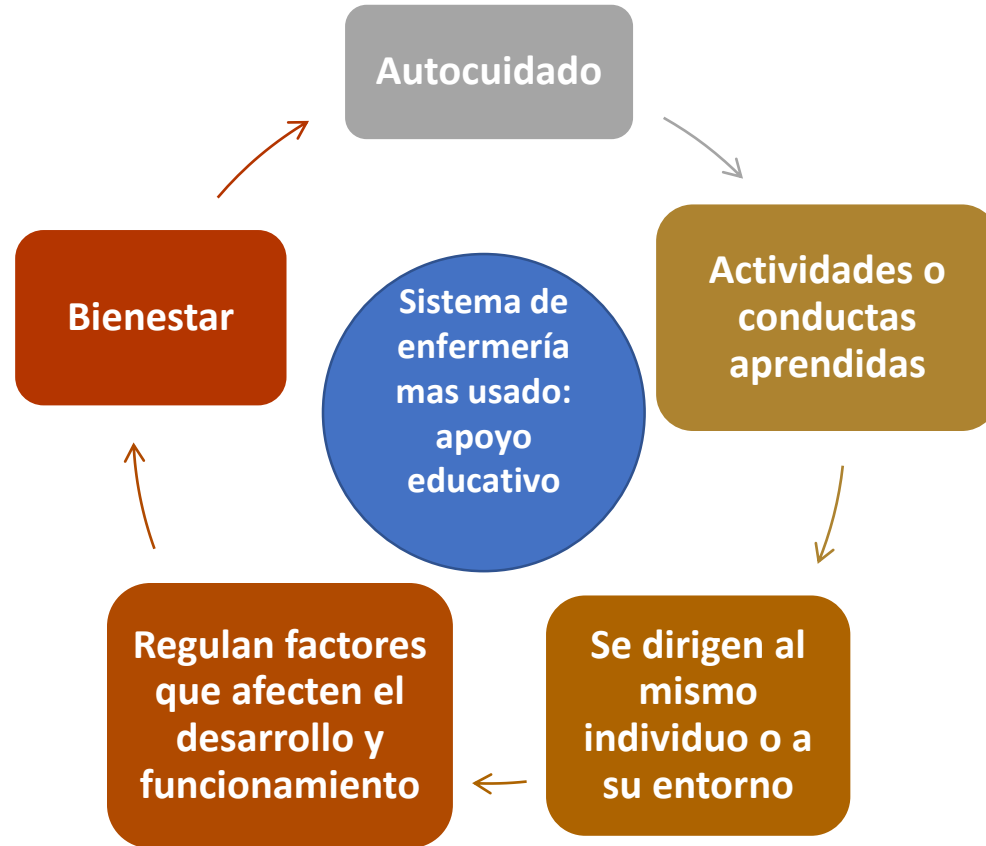 Autocuidado
Actividades o
conductas
aprendidas
Se dirigen al
mismo
individuo o a
su entorno
Regulan factores
que afecten el
desarrollo y
funcionamiento
Bienestar
Sistema de
enfermería
mas usado:
apoyo
educativo